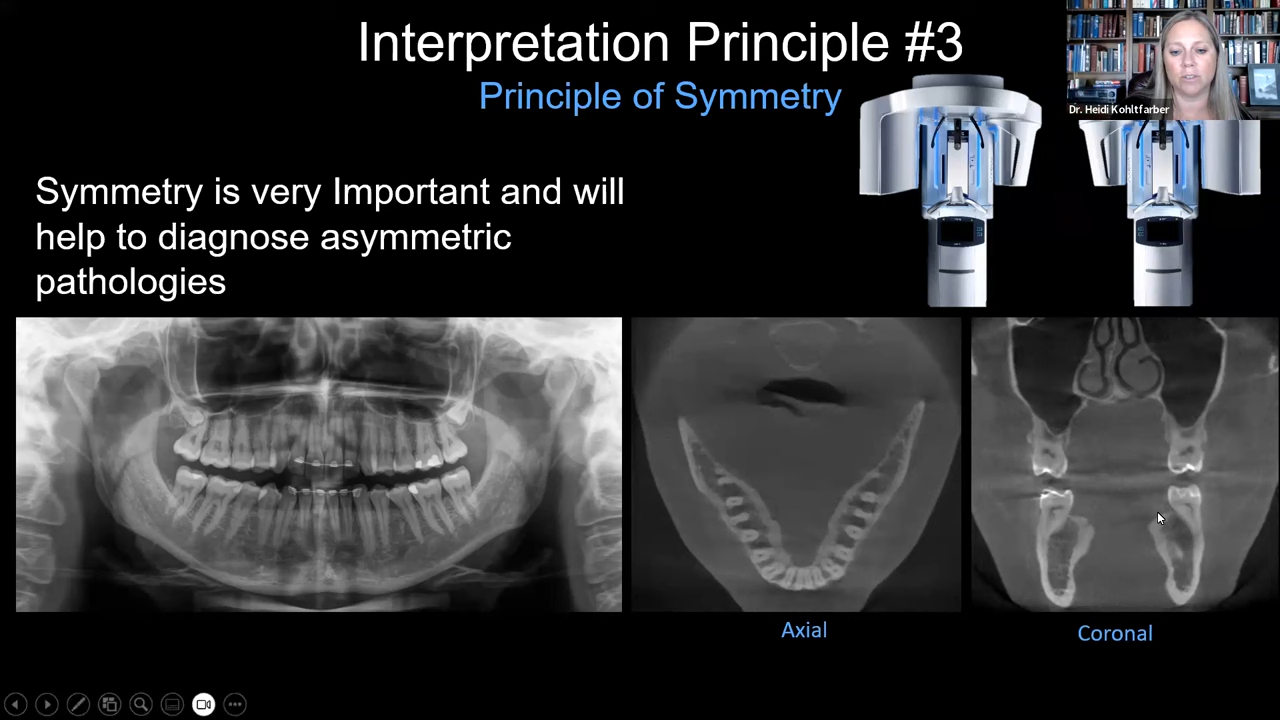 Interpretation Principle #3
Principle of Symmetry
Dr. Heidi Kohltfarber
Symmetry is very Important and will
help to diagnose asymmetric
pathologies
Axial
Coronal